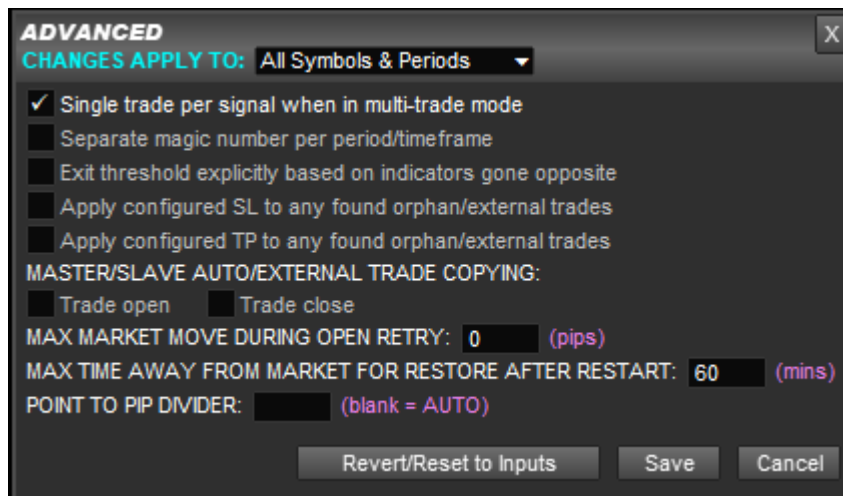 ADVANCED
X
CHANGES APPLY TO: All Symbols & Periods
Single trade per signal when in multi-trade mode
Separate magic number per period/timeframe
Exit threshold explicitly based on indicators gone opposite
Apply configured SL to any found orphan/external trades
Apply configured TP to any found orphan/external trades
MASTER/SLAVE AUTO/EXTERNAL TRADE COPYING:
Trade open Trade close
MAX MARKET MOVE DURING OPEN RETRY: 0 (pips)
MAX TIME AWAY FROM MARKET FOR RESTORE AFTER RESTART: 60 (mins)
POINT TO PIP DIVIDER: (blank = AUTO)
Revert/Reset to Inputs Save Cancel